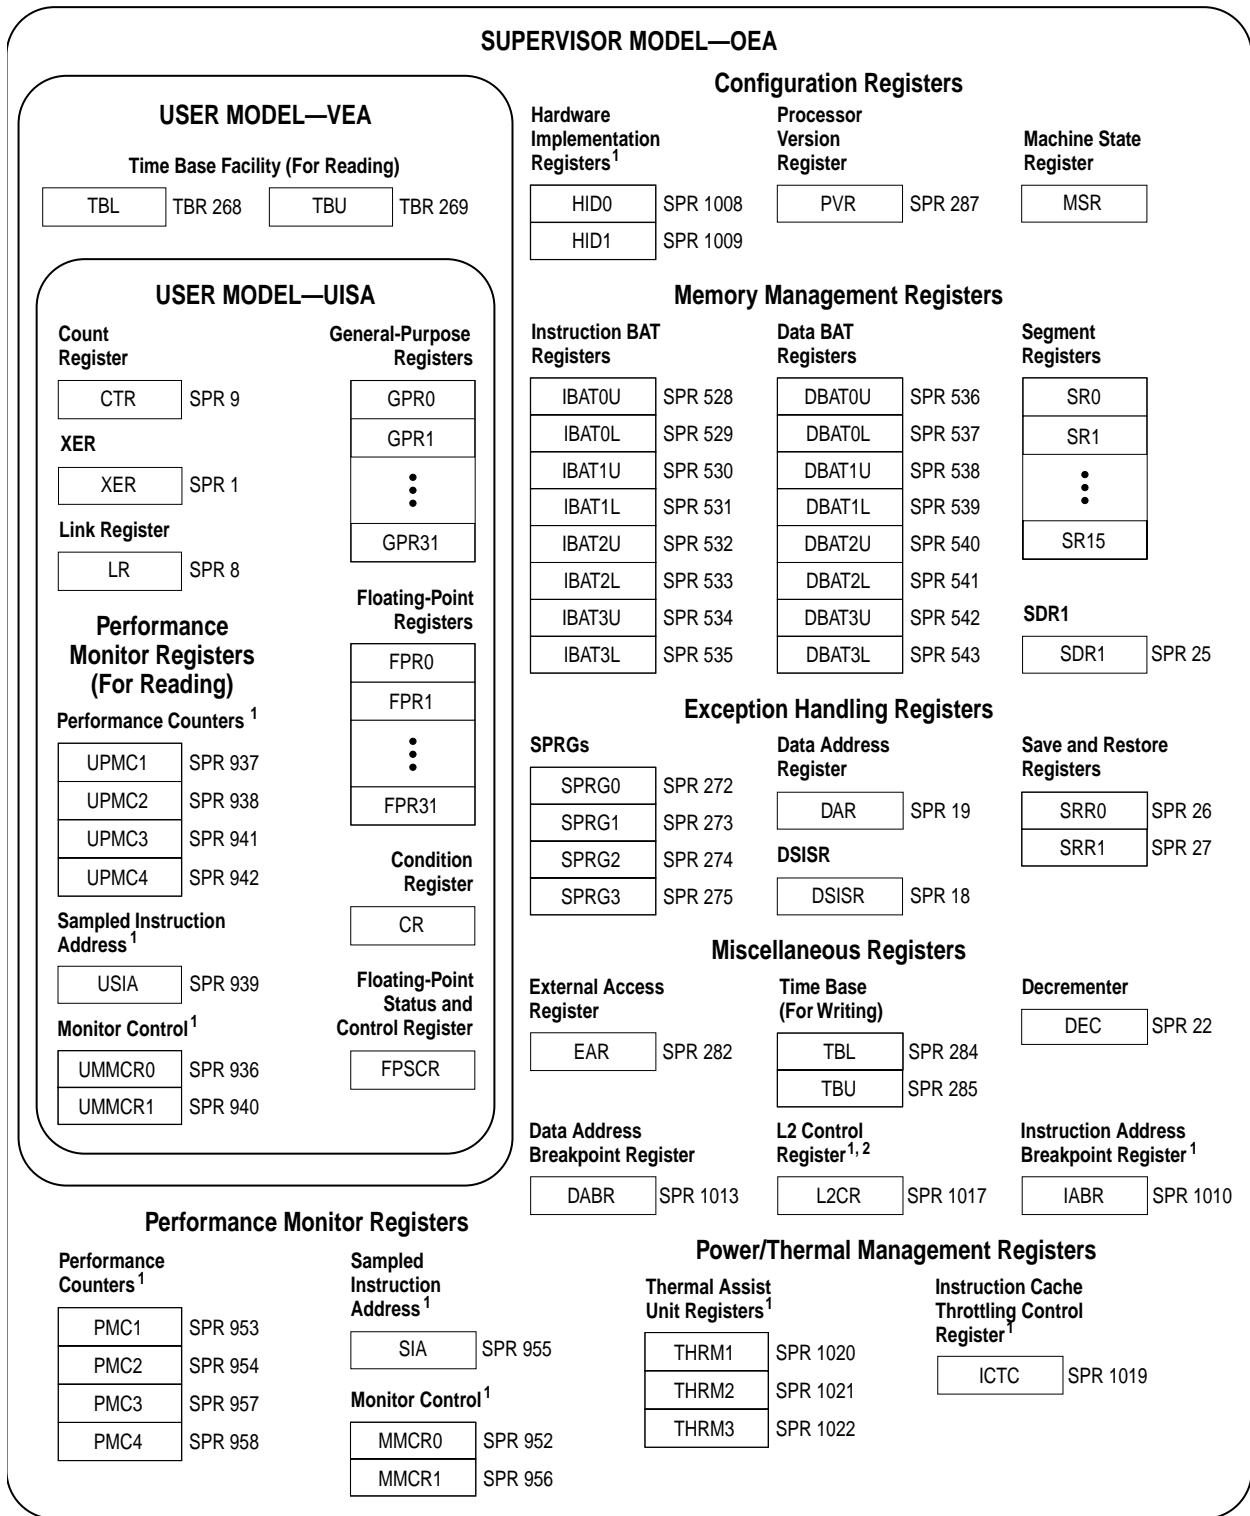 SUPERVISOR MODEL—OEA
USER MODEL—VEA
Time Base Facility (For Reading)
TBL TBR 268 TBU TBR 269
USER MODEL—UISA
Count
Register
CTR SPR 9
XER
XER SPR 1
Link Register
LR SPR 8
Performance
Monitor Registers
(For Reading)
Performance Counters 1
UPMC1 SPR 937
UPMC2 SPR 938
UPMC3 SPR 941
UPMC4 SPR 942
Sampled Instruction
Address 1
USIA SPR 939
Monitor Control 1
UMMCR0 SPR 936
UMMCR1 SPR 940
General-Purpose
Registers
GPR0
GPR1
GPR31
Floating-Point
Registers
FPR0
FPR1
FPR31
Condition
Register
CR
Floating-Point
Status and
Control Register
FPSCR
Configuration Registers
Hardware
Implementation
Registers 1
HID0 SPR 1008
HID1 SPR 1009
Processor
Version
Register
PVR SPR 287
Machine State
Register
MSR
Memory Management Registers
Instruction BAT
Registers
IBAT0U SPR 528
IBAT0L SPR 529
IBAT1U SPR 530
IBAT1L SPR 531
IBAT2U SPR 532
IBAT2L SPR 533
IBAT3U SPR 534
IBAT3L SPR 535
Data BAT
Registers
DBAT0U SPR 536
DBAT0L SPR 537
DBAT1U SPR 538
DBAT1L SPR 539
DBAT2U SPR 540
DBAT2L SPR 541
DBAT3U SPR 542
DBAT3L SPR 543
Segment
Registers
SR0
SR1
SR15
SDR1
SDR1 SPR 25
Exception Handling Registers
SPRGs
SPRG0 SPR 272
SPRG1 SPR 273
SPRG2 SPR 274
SPRG3 SPR 275
Data Address
Register
DAR SPR 19
DSISR
DSISR SPR 18
Save and Restore
Registers
SRR0 SPR 26
SRR1 SPR 27
Miscellaneous Registers
External Access
Register
EAR SPR 282
Time Base
(For Writing)
TBL SPR 284
TBU SPR 285
Decrementer
DEC SPR 22
Data Address
Breakpoint Register
DABR SPR 1013
L2 Control
Register 1, 2
L2CR SPR 1017
Instruction Address
Breakpoint Register 1
IABR SPR 1010
Performance Monitor Registers
Performance
Counters 1
PMC1 SPR 953
PMC2 SPR 954
PMC3 SPR 957
PMC4 SPR 958
Sampled
Instruction
Address 1
SIA SPR 955
Monitor Control 1
MMCR0 SPR 952
MMCR1 SPR 956
Power/Thermal Management Registers
Thermal Assist
Unit Registers 1
THRM1 SPR 1020
THRM2 SPR 1021
THRM3 SPR 1022
Instruction Cache
Throttling Control
Register 1
ICTC SPR 1019